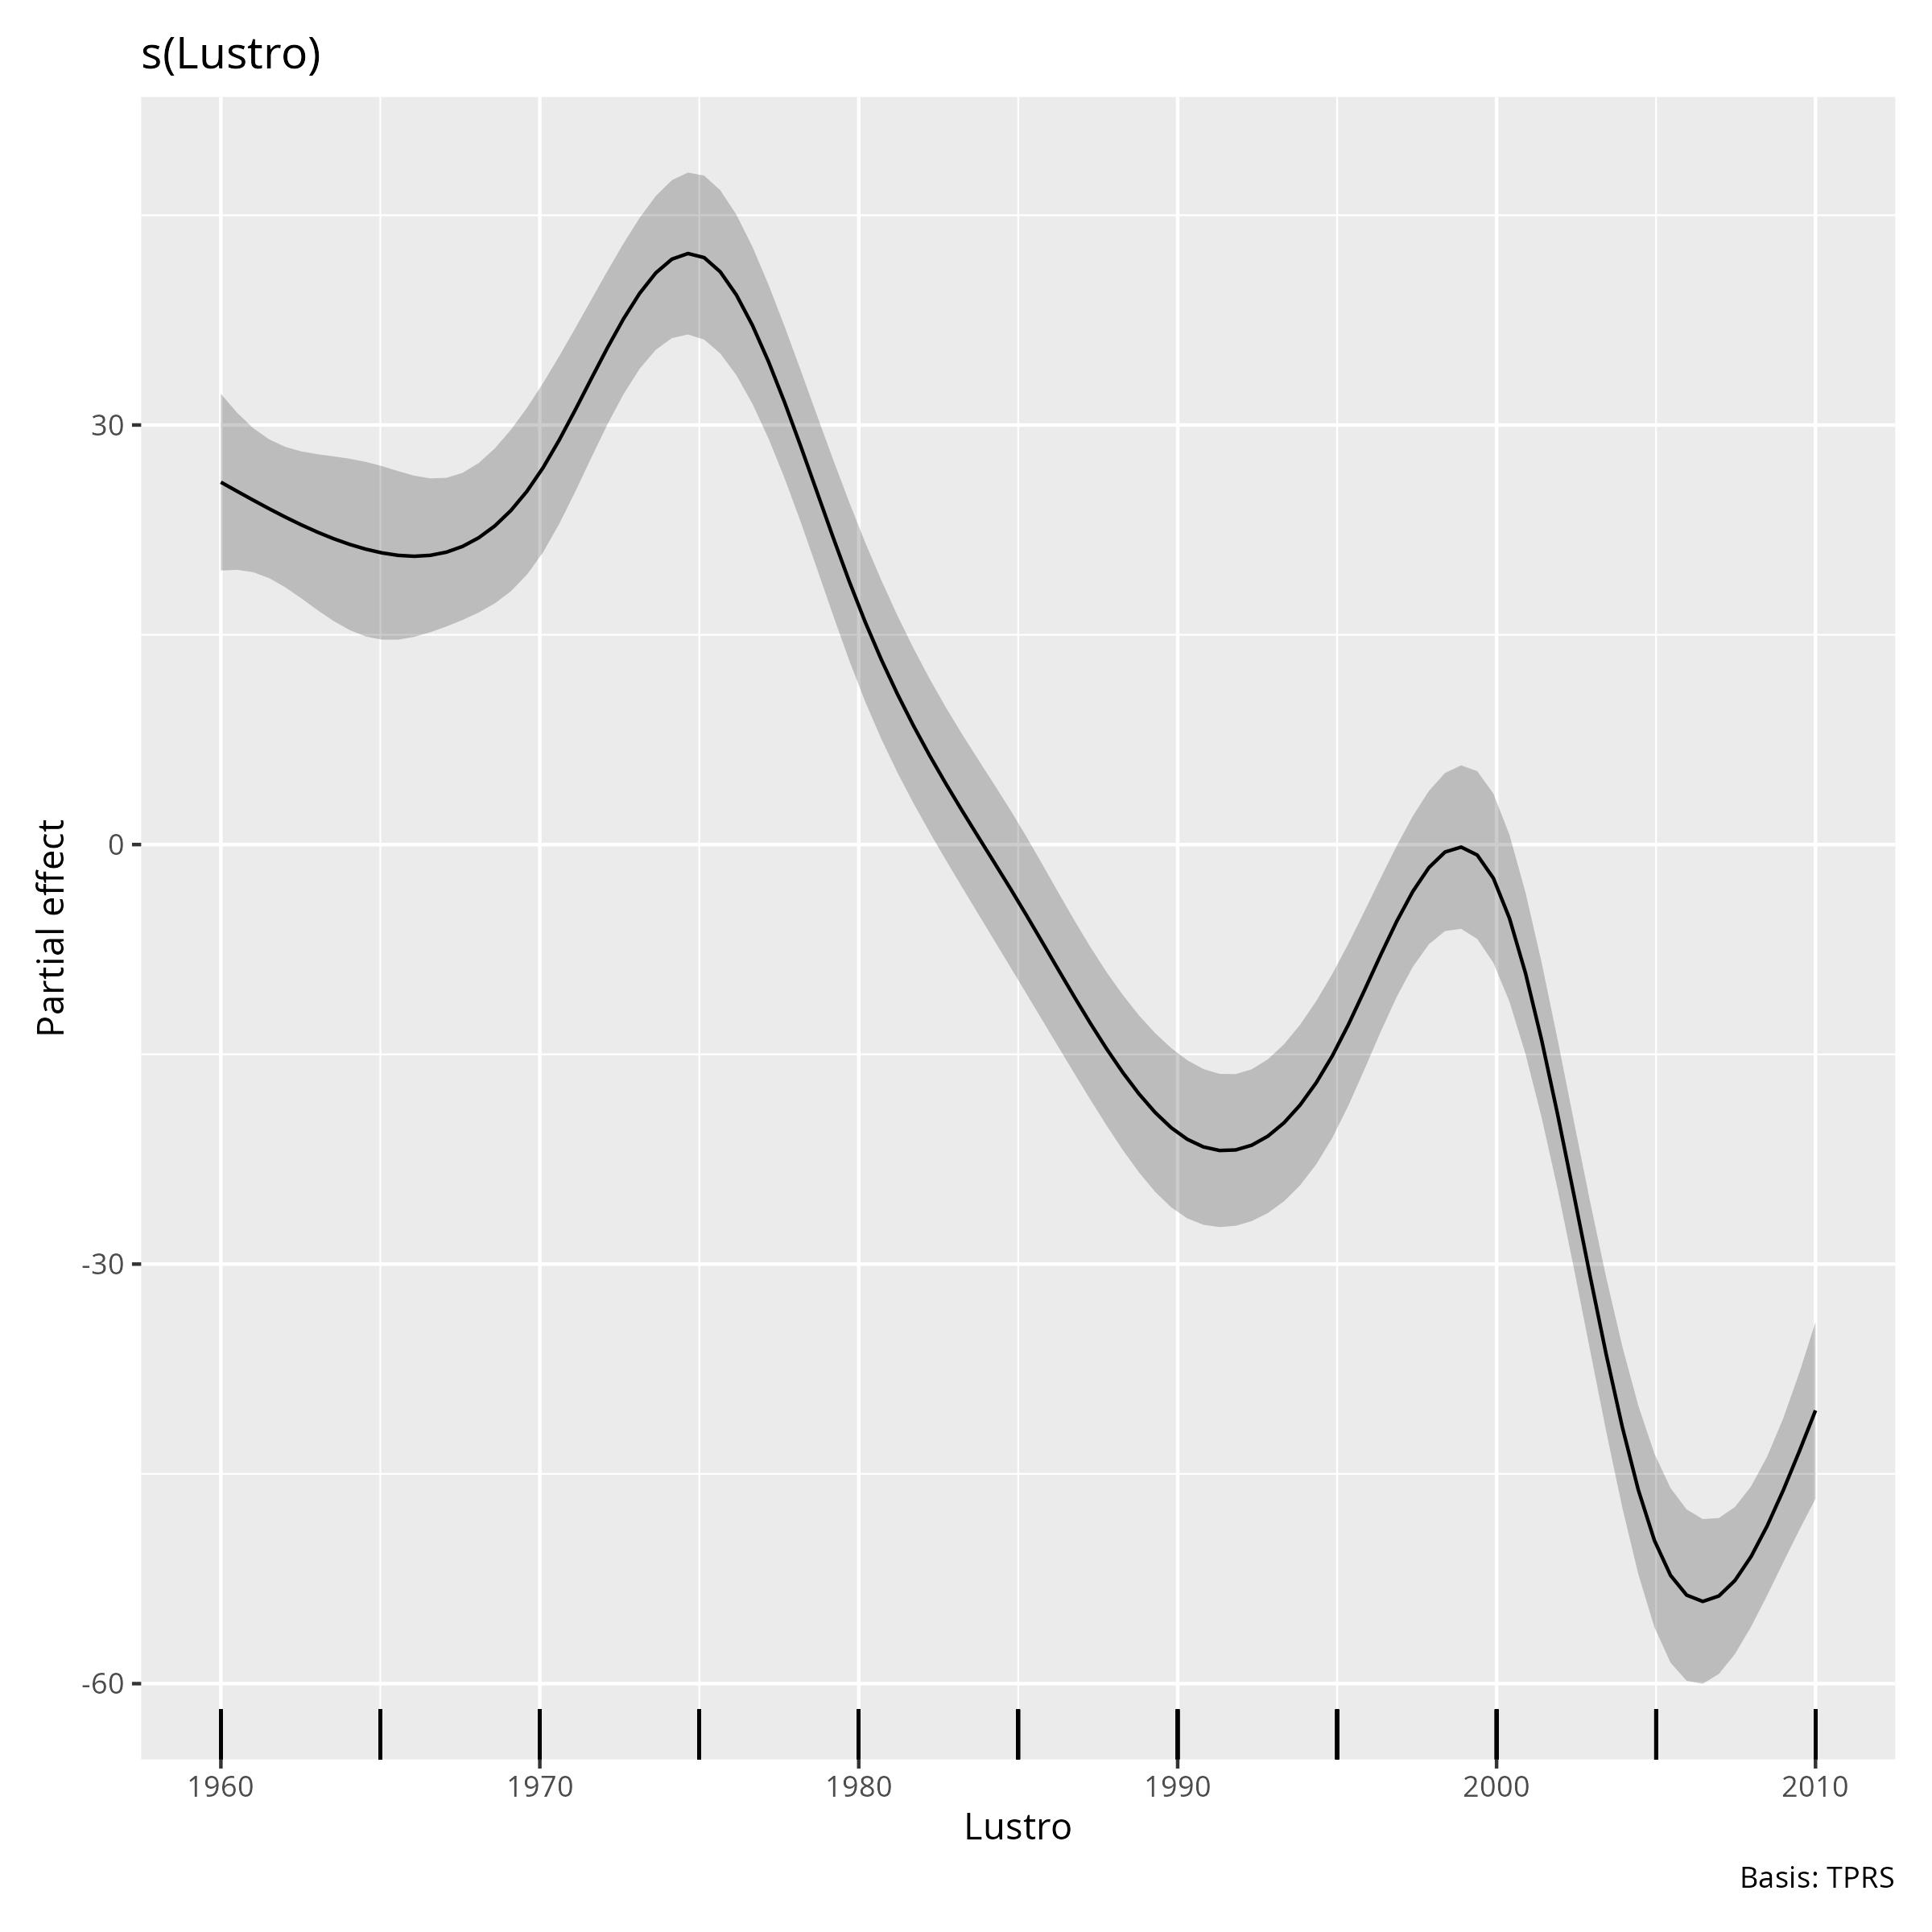 s(Lustro)
Partial effect
30
0
-30
-60
1960 1970 1980 1990 2000 2010
Lustro
Basis: TPRS